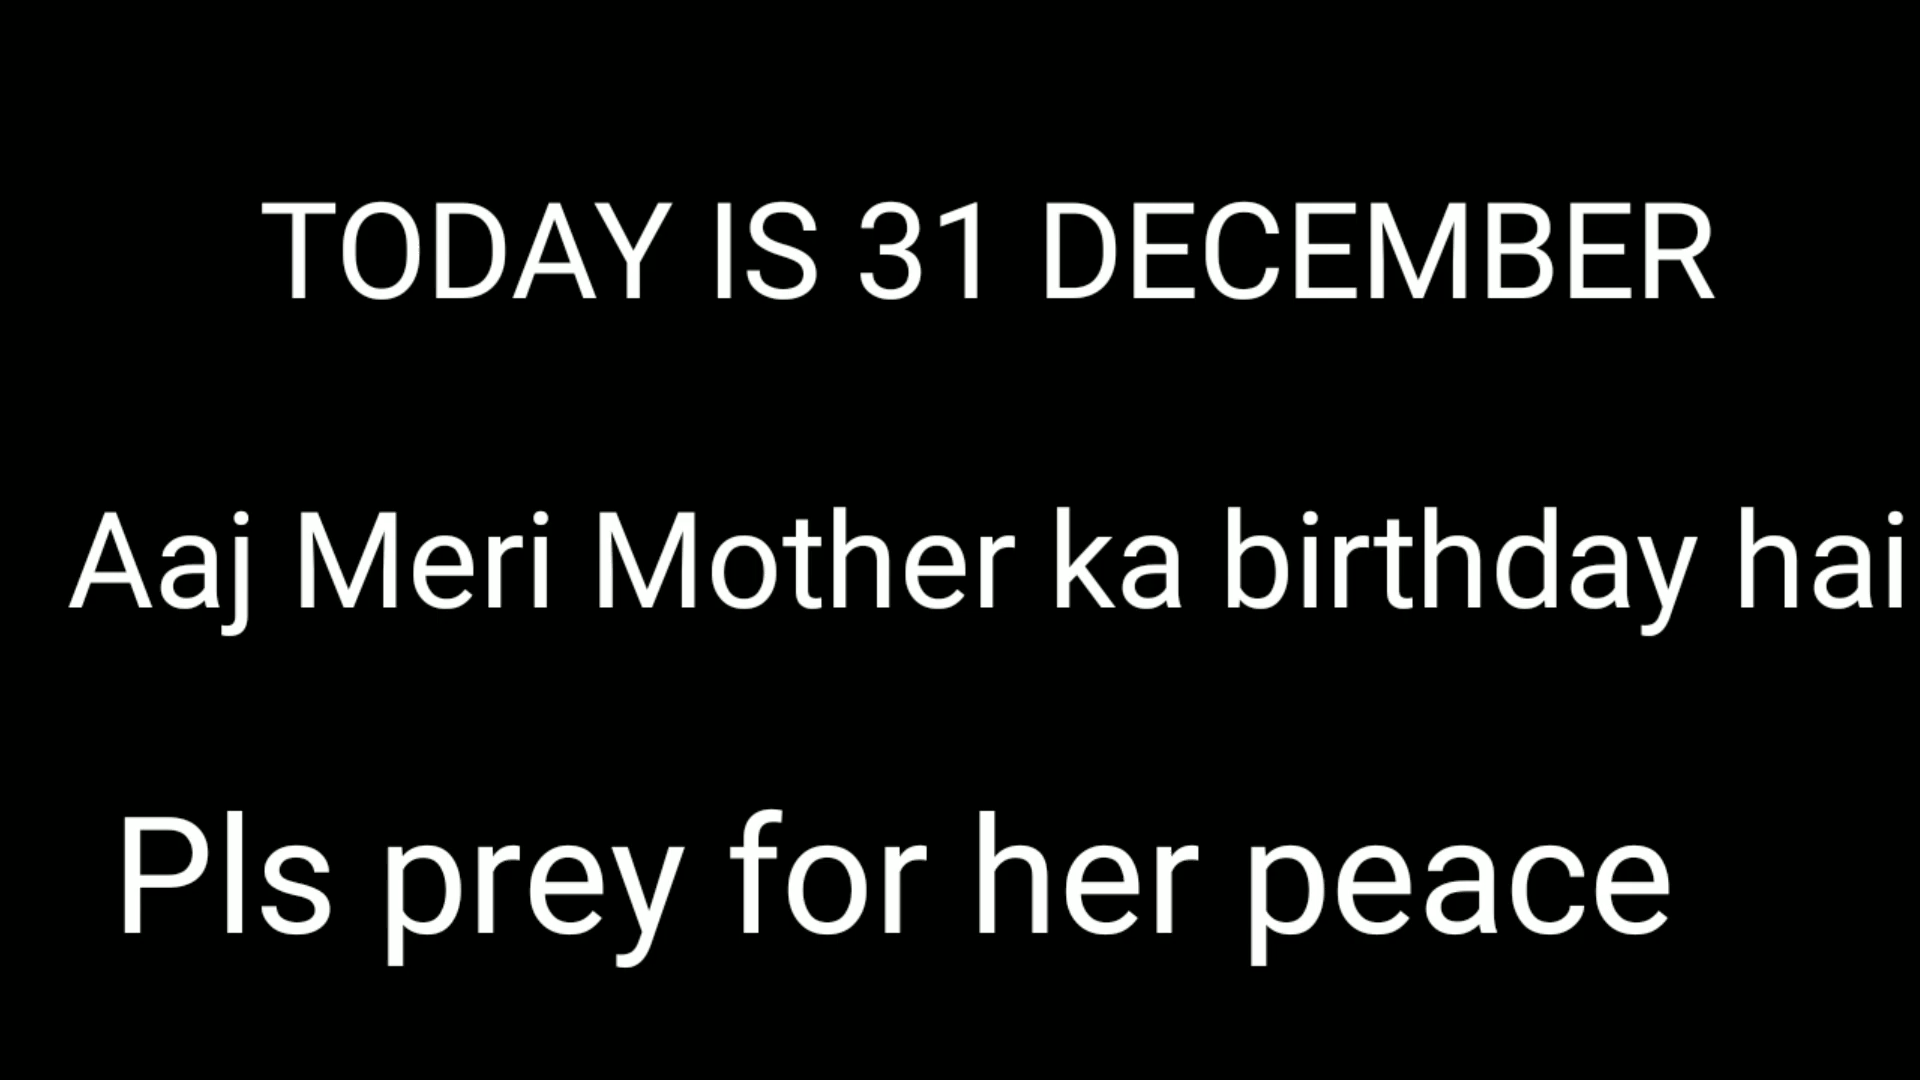 TODAY IS 31 DECEMBER
Aaj Meri Mother ka birthday hai
Pls prey for her peace